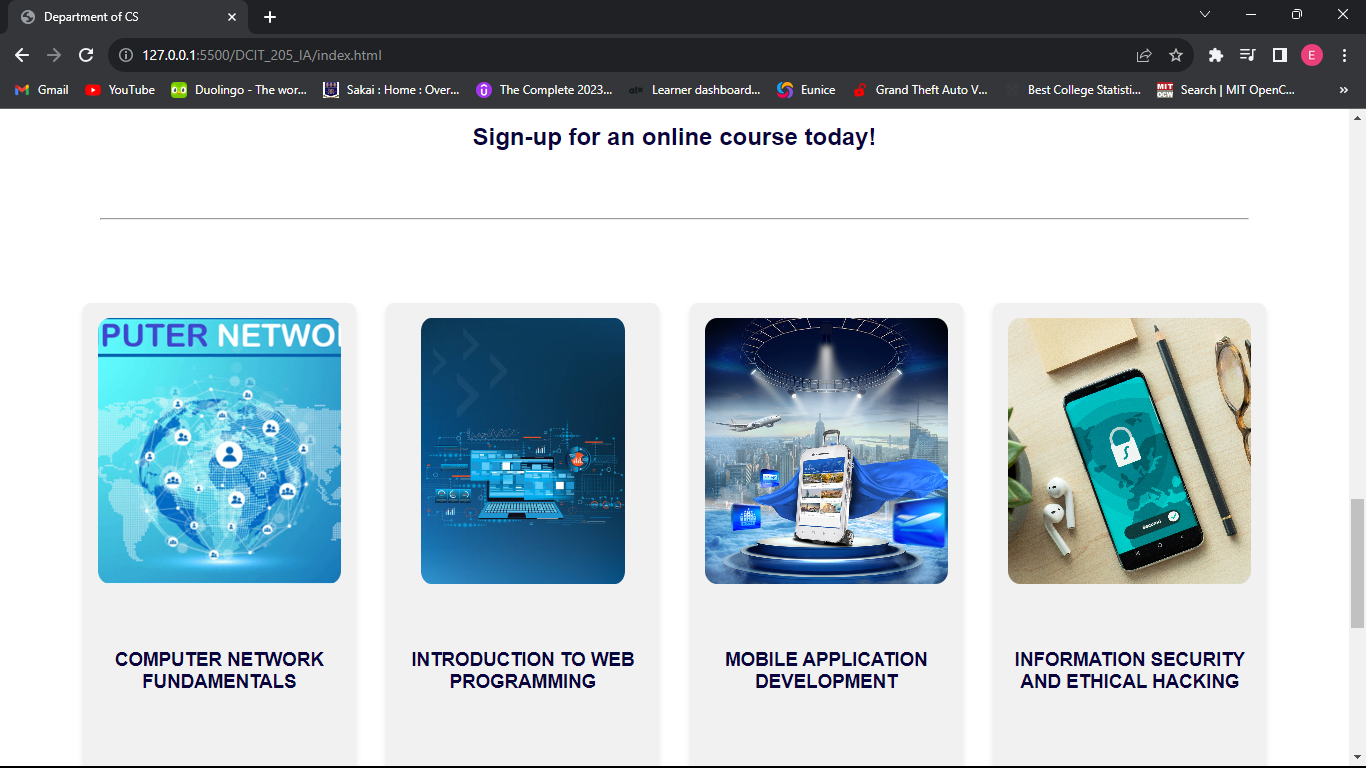 Department of CS
127.0.0.1:5500/DCIT_205_IA/index.html
E
Gmail
YouTube
Duolingo - The wor...
Sakai : Home : Over...
The Complete 2023...
Learner dashboard...
Eunice
Grand Theft Auto V...
Best College Statisti...
MIT OCW
Search | MIT OpenC...
Sign-up for an online course today!
PUTER NETWO
COMPUTER NETWORK
FUNDAMENTALS
INTRODUCTION TO WEB
PROGRAMMING
MOBILE APPLICATION
DEVELOPMENT
INFORMATION SECURITY
AND ETHICAL HACKING